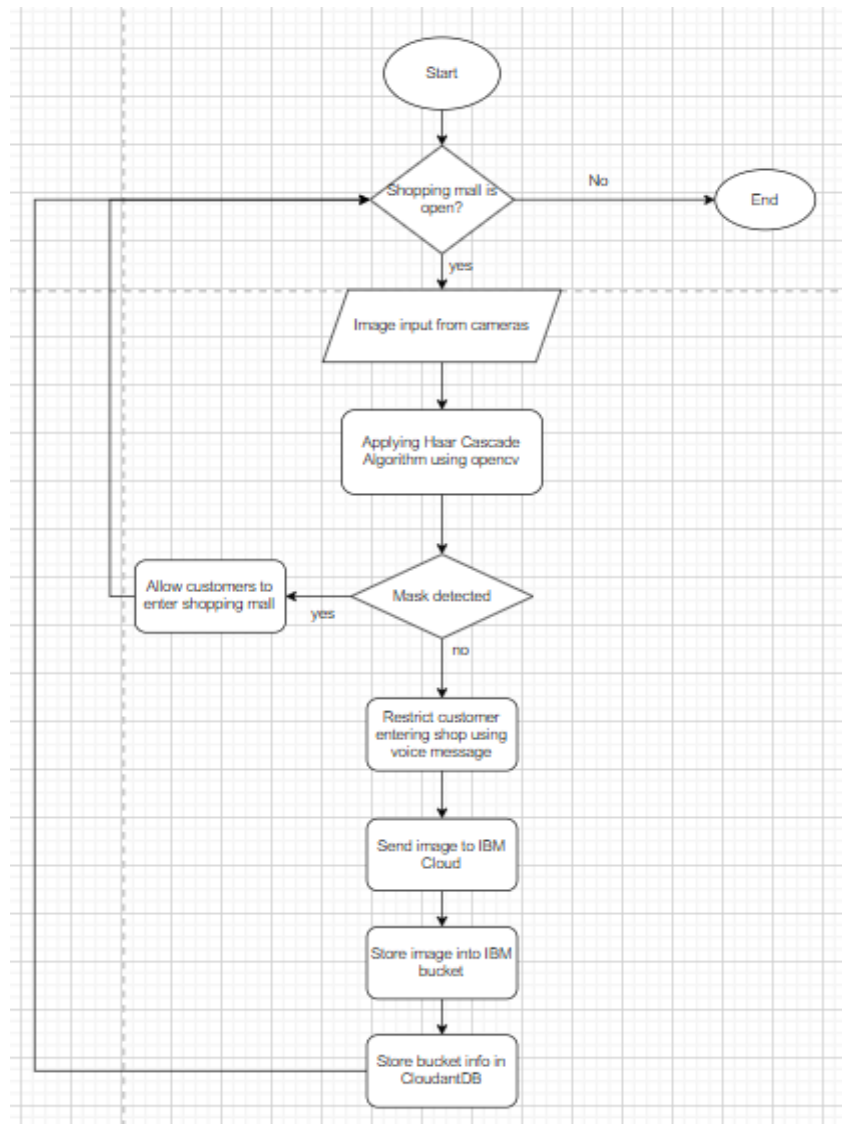 Start
Shopping mall is
open?
No
End
yes
Image input from cameras
Applying Haar Cascade
Algorithm using opencv
Allow customers to
enter shopping mall
yes
Mask detected
no
Restrict customer
entering shop using
voice message
Send image to IBM
Cloud
Store image into IBM
bucket
Store bucket info in
CloudantDB